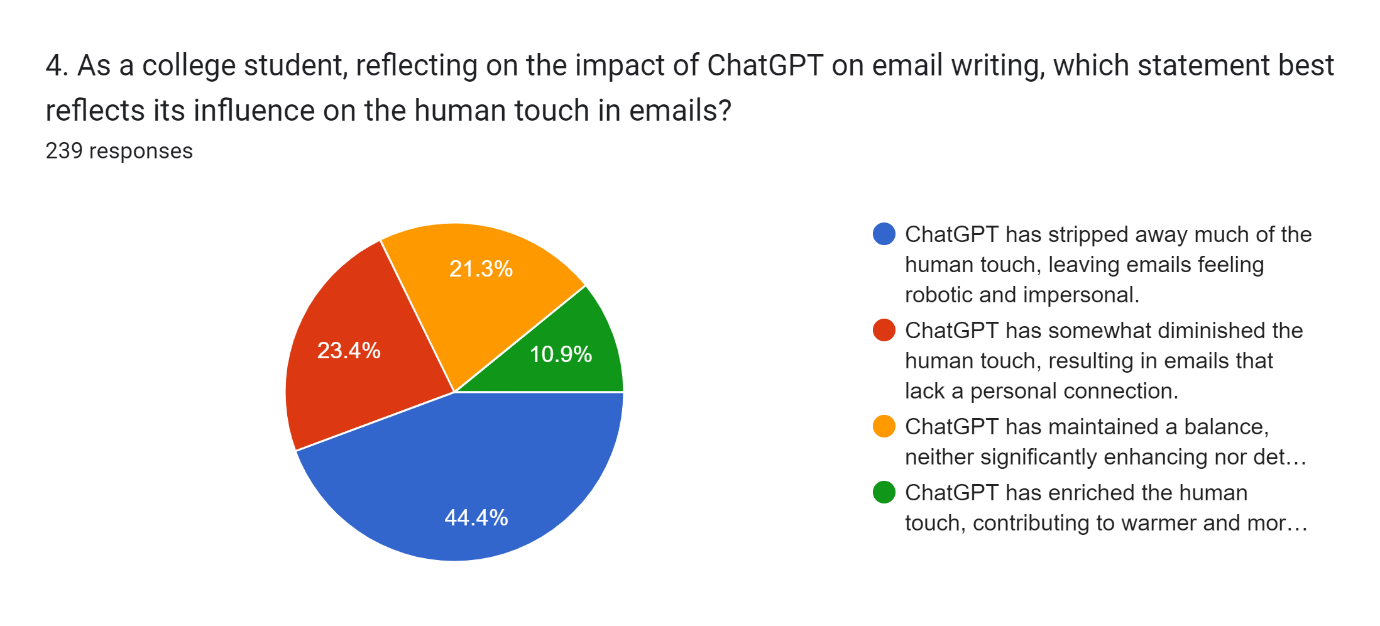 4. As a college student, reflecting on the impact of ChatGPT on email writing, which statement best
reflects its influence on the human touch in emails?
239 responses
21.3%
23.4%
10.9%
44.4%
ChatGPT has stripped away much of the
human touch, leaving emails feeling
robotic and impersonal.
ChatGPT has somewhat diminished the
human touch, resulting in emails that
lack a personal connection.
ChatGPT has maintained a balance,
neither significantly enhancing nor det…
ChatGPT has enriched the human
touch, contributing to warmer and mor…